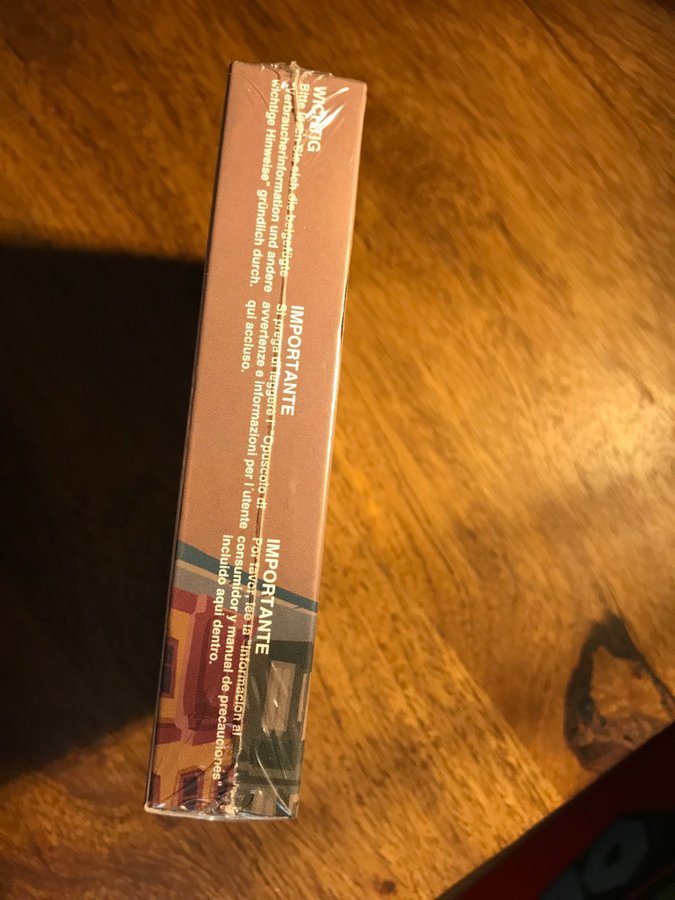 WICHTIG
Bitte lesen Sie sich die beigefügte
"Verbraucherinformation und andere
wichtige Hinweise" gründlich durch.
IMPORTANTE
Si prega di leggere l´"Opuscolo di
avvertenze e informazioni per l´utente
qui accluso.
IMPORTANTE
Por favor, lee la "Información al
consumidor y manual de precauciones"
incluido aquí dentro.